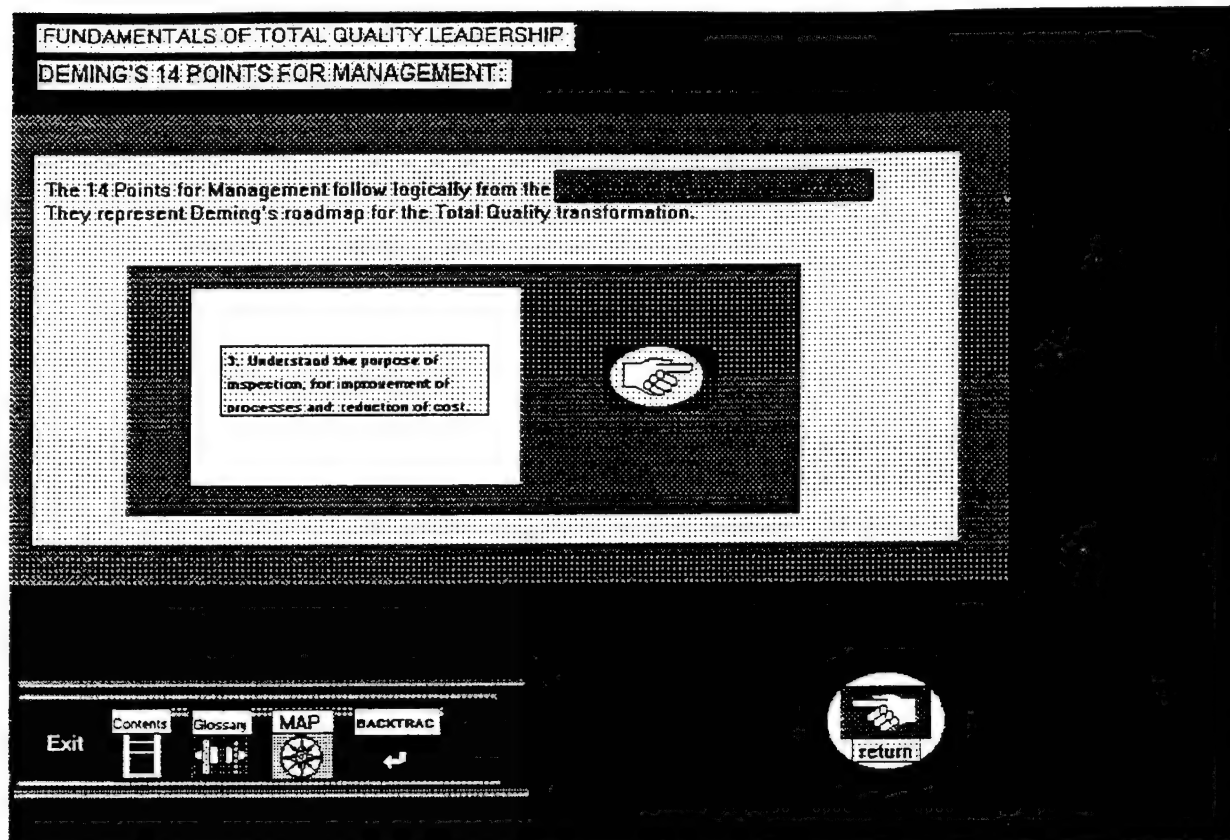 FUNDAMENTALS OF TOTAL QUALITY LEADERSHIP
DEMING'S 14 POINTS FOR MANAGEMENT:
The 14 Points for Management follow logically from the
They represent Deming's roadmap for the Total Quality transformation.
3. Understand the purpose of
inspection, for improvement of
processes and reduction of cost.
Exit
Contents
Glossary
MAP
BACKTRAC
return